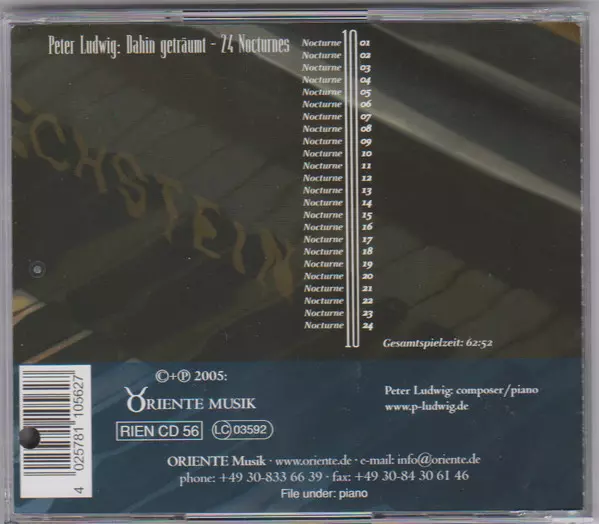 Peter Ludwig: Dahin geträumt - 24 Nocturnes
Nocturne 01
Nocturne 02
Nocturne 03
Nocturne 04
Nocturne 05
Nocturne 06
Nocturne 07
Nocturne 08
Nocturne 09
Nocturne 10
Nocturne 11
Nocturne 12
Nocturne 13
Nocturne 14
Nocturne 15
Nocturne 16
Nocturne 17
Nocturne 18
Nocturne 19
Nocturne 20
Nocturne 21
Nocturne 22
Nocturne 23
Nocturne 24
Gesamtspielzeit: 62:52
CHSTEIN
©+℗ 2005:
ORIENTE MUSIK
RIEN CD 56 LC 03592
Peter Ludwig: composer/piano
www.p-ludwig.de
ORIENTE Musik · www.oriente.de · e-mail: info@oriente.de
phone: +49 30-833 66 39 · fax: +49 30-84 30 61 46
File under: piano
4 025781 105627